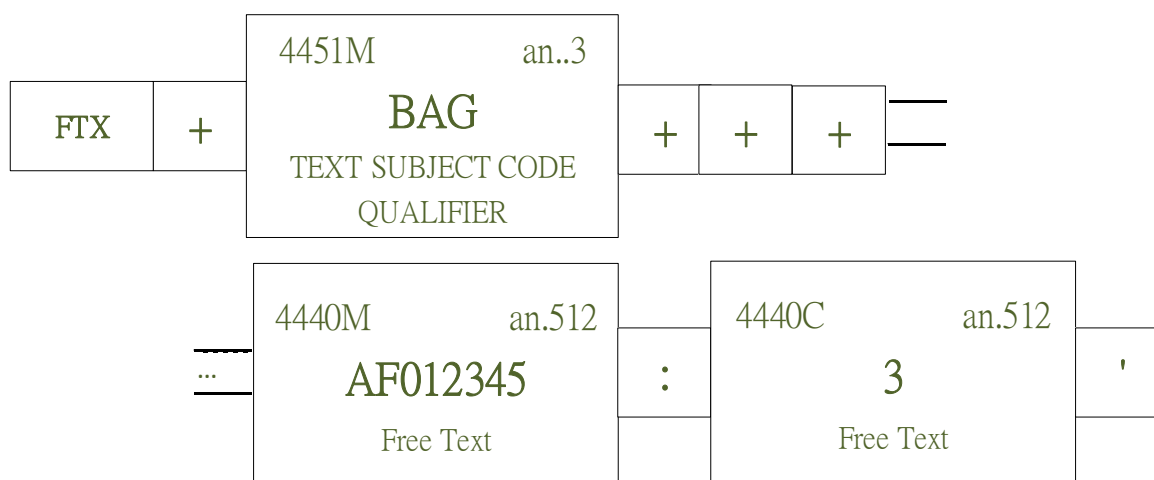 4451M an..3
FTX + BAG + + +
TEXT SUBJECT CODE
QUALIFIER
4440M an.512 4440C an.512
... AF012345 : 3 '
Free Text Free Text